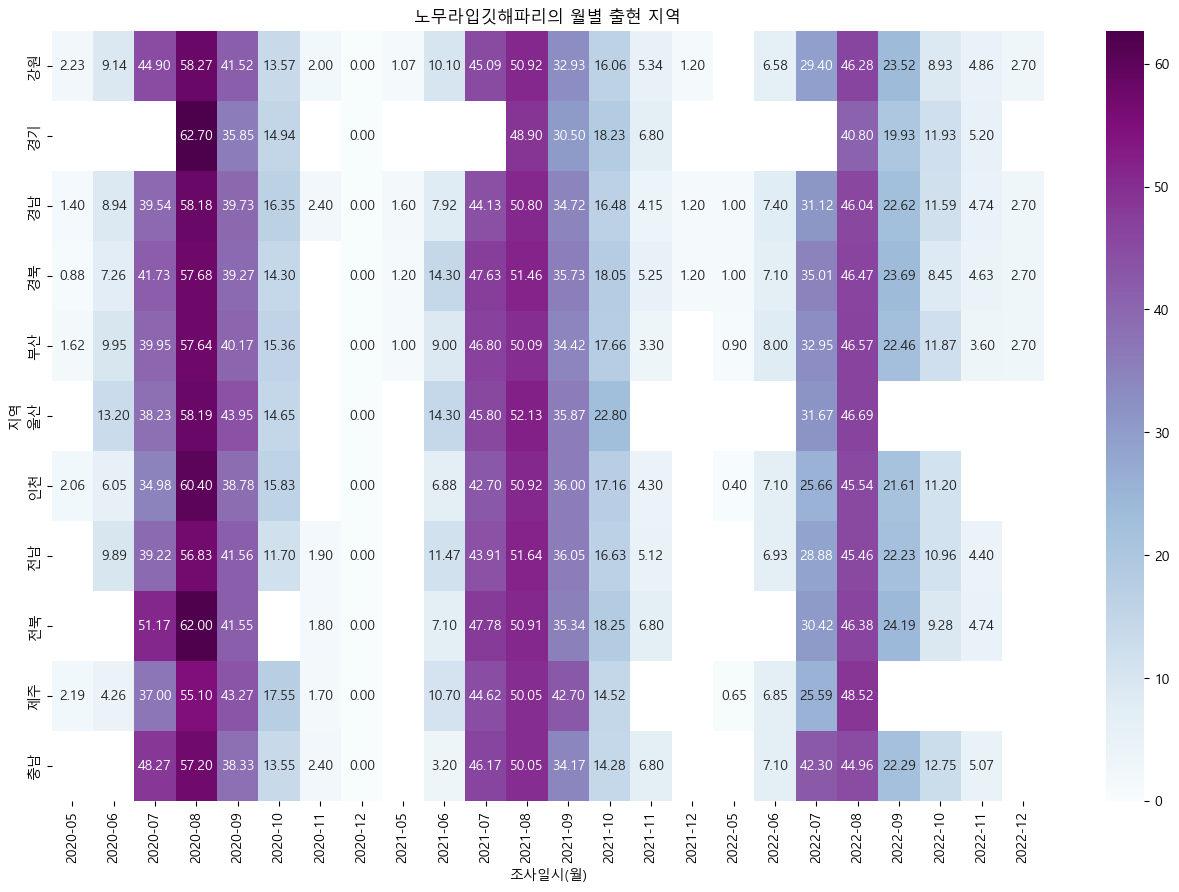 노무라입깃해파리의 월별 출현 지역
강원 2.23 9.14 44.90 58.27 41.52 13.57 2.00 0.00 1.07 10.10 45.09 50.92 32.93 16.06 5.34 1.20 6.58 29.40 46.28 23.52 8.93 4.86 2.70
경기 62.70 35.85 14.94 0.00 48.90 30.50 18.23 6.80 40.80 19.93 11.93 5.20
경남 1.40 8.94 39.54 58.18 39.73 16.35 2.40 0.00 1.60 7.92 44.13 50.80 34.72 16.48 4.15 1.20 1.00 7.40 31.12 46.04 22.62 11.59 4.74 2.70
경북 0.88 7.26 41.73 57.68 39.27 14.30 0.00 1.20 14.30 47.63 51.46 35.73 18.05 5.25 1.20 1.00 7.10 35.01 46.47 23.69 8.45 4.63 2.70
부산 1.62 9.95 39.95 57.64 40.17 15.36 0.00 1.00 9.00 46.80 50.09 34.42 17.66 3.30 0.90 8.00 32.95 46.57 22.46 11.87 3.60 2.70
지역
울산 13.20 38.23 58.19 43.95 14.65 0.00 14.30 45.80 52.13 35.87 22.80 31.67 46.69
인천 2.06 6.05 34.98 60.40 38.78 15.83 0.00 6.88 42.70 50.92 36.00 17.16 4.30 0.40 7.10 25.66 45.54 21.61 11.20
전남 9.89 39.22 56.83 41.56 11.70 1.90 0.00 11.47 43.91 51.64 36.05 16.63 5.12 6.93 28.88 45.46 22.23 10.96 4.40
전북 51.17 62.00 41.55 1.80 0.00 7.10 47.78 50.91 35.34 18.25 6.80 30.42 46.38 24.19 9.28 4.74
제주 2.19 4.26 37.00 55.10 43.27 17.55 1.70 0.00 10.70 44.62 50.05 42.70 14.52 0.65 6.85 25.59 48.52
충남 48.27 57.20 38.33 13.55 2.40 0.00 3.20 46.17 50.05 34.17 14.28 6.80 7.10 42.30 44.96 22.29 12.75 5.07
2020-05 2020-06 2020-07 2020-08 2020-09 2020-10 2020-11 2020-12 2021-05 2021-06 2021-07 2021-08 2021-09 2021-10 2021-11 2021-12 2022-05 2022-06 2022-07 2022-08 2022-09 2022-10 2022-11 2022-12
조사일시(월)
60
50
40
30
20
10
0